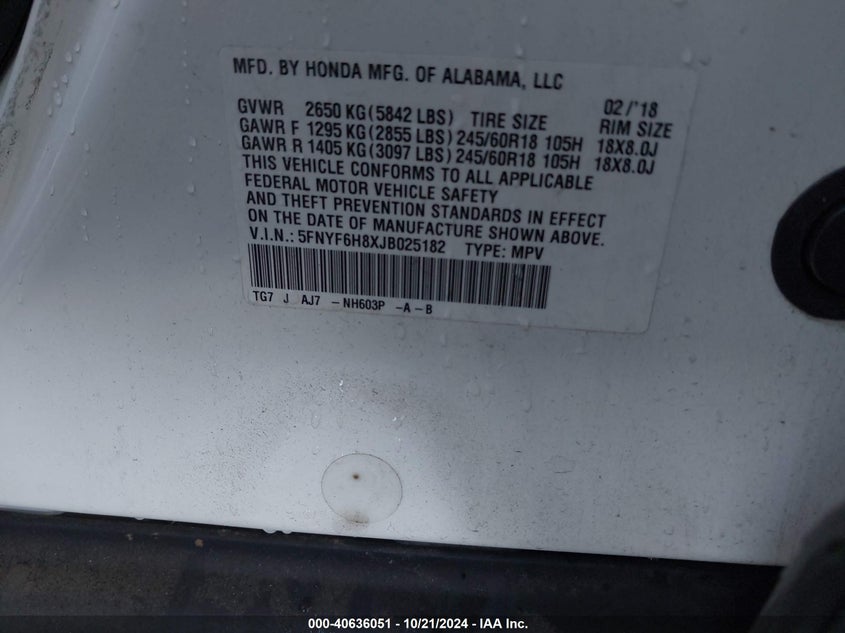 MFD. BY HONDA MFG. OF ALABAMA, LLC
GVWR 2650 KG(5842 LBS) TIRE SIZE 02/'18 RIM SIZE
GAWR F 1295 KG(2855 LBS) 245/60R18 105H 18X8.0J
GAWR R 1405 KG(3097 LBS) 245/60R18 105H 18X8.0J
THIS VEHICLE CONFORMS TO ALL APPLICABLE
FEDERAL MOTOR VEHICLE SAFETY
AND THEFT PREVENTION STANDARDS IN EFFECT
ON THE DATE OF MANUFACTURE SHOWN ABOVE.
V.I.N.: 5FNYF6H8XJB025182 TYPE: MPV
TG7 J AJ7 -NH603P -A-B
000-40636051 - 10/21/2024 - IAA Inc.